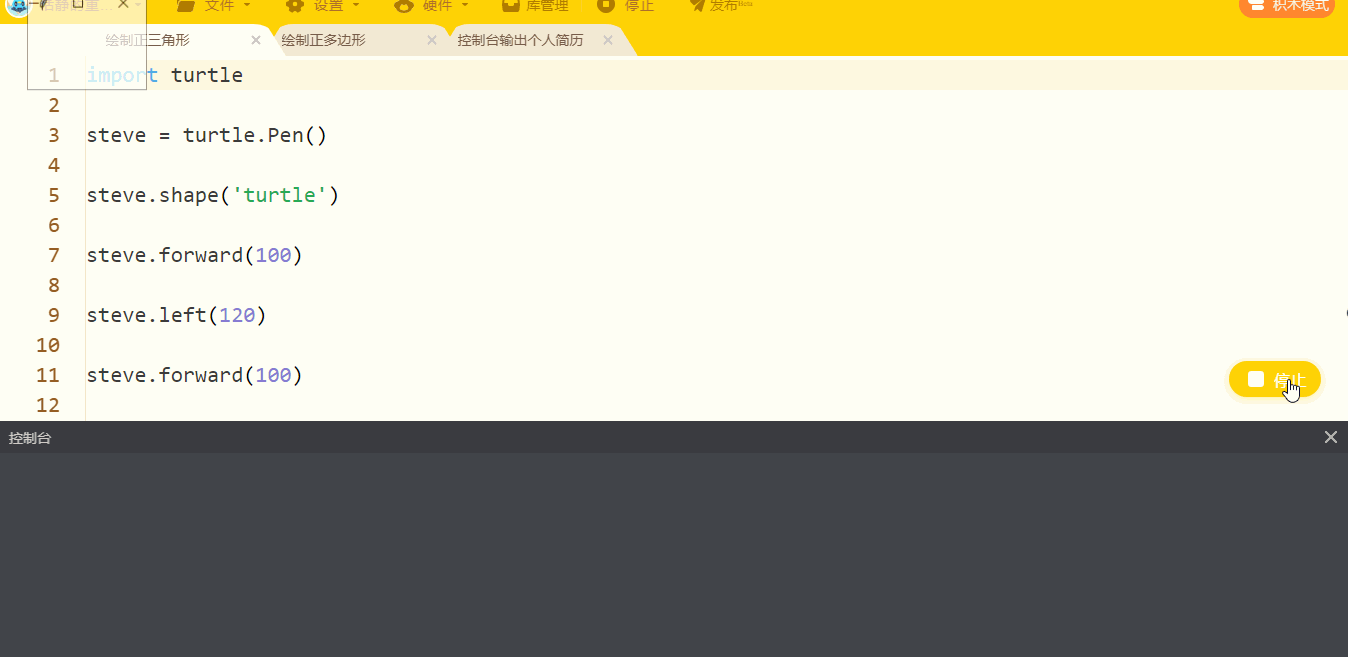 文件 设置 硬件 库管理 停止 发布Beta 积木模式
绘制正三角形 绘制正多边形 控制台输出个人简历
1 import turtle
2
3 steve = turtle.Pen()
4
5 steve.shape('turtle')
6
7 steve.forward(100)
8
9 steve.left(120)
10
11 steve.forward(100)
12
停止
控制台